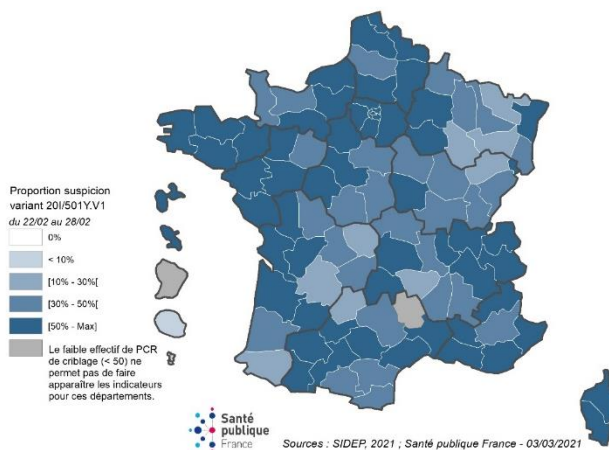 Proportion suspicion
variant 20I/501Y.V1
du 22/02 au 28/02
0%
< 10%
[10% - 30%[
[30% - 50%[
[50% - Max]
Le faible effectif de PCR
de criblage (< 50) ne
permet pas de faire
apparaître les indicateurs
pour ces départements.
Santé
publique
France
Sources : SIDEP, 2021 ; Santé publique France - 03/03/2021